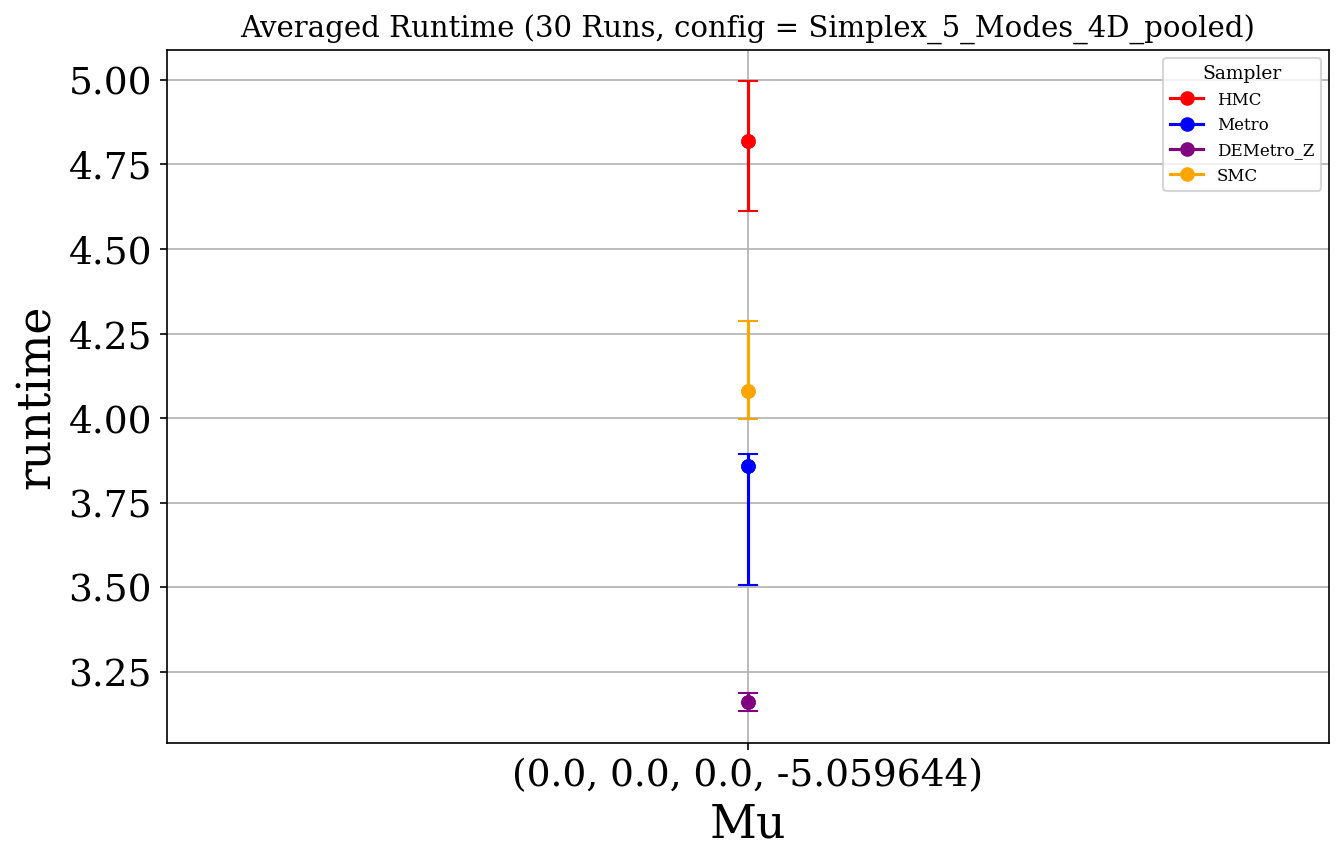 Averaged Runtime (30 Runs, config = Simplex_5_Modes_4D_pooled)
Sampler
HMC
Metro
DEMetro_Z
SMC
5.00
4.75
4.50
4.25
4.00
3.75
3.50
3.25
runtime
(0.0, 0.0, 0.0, -5.059644)
Mu